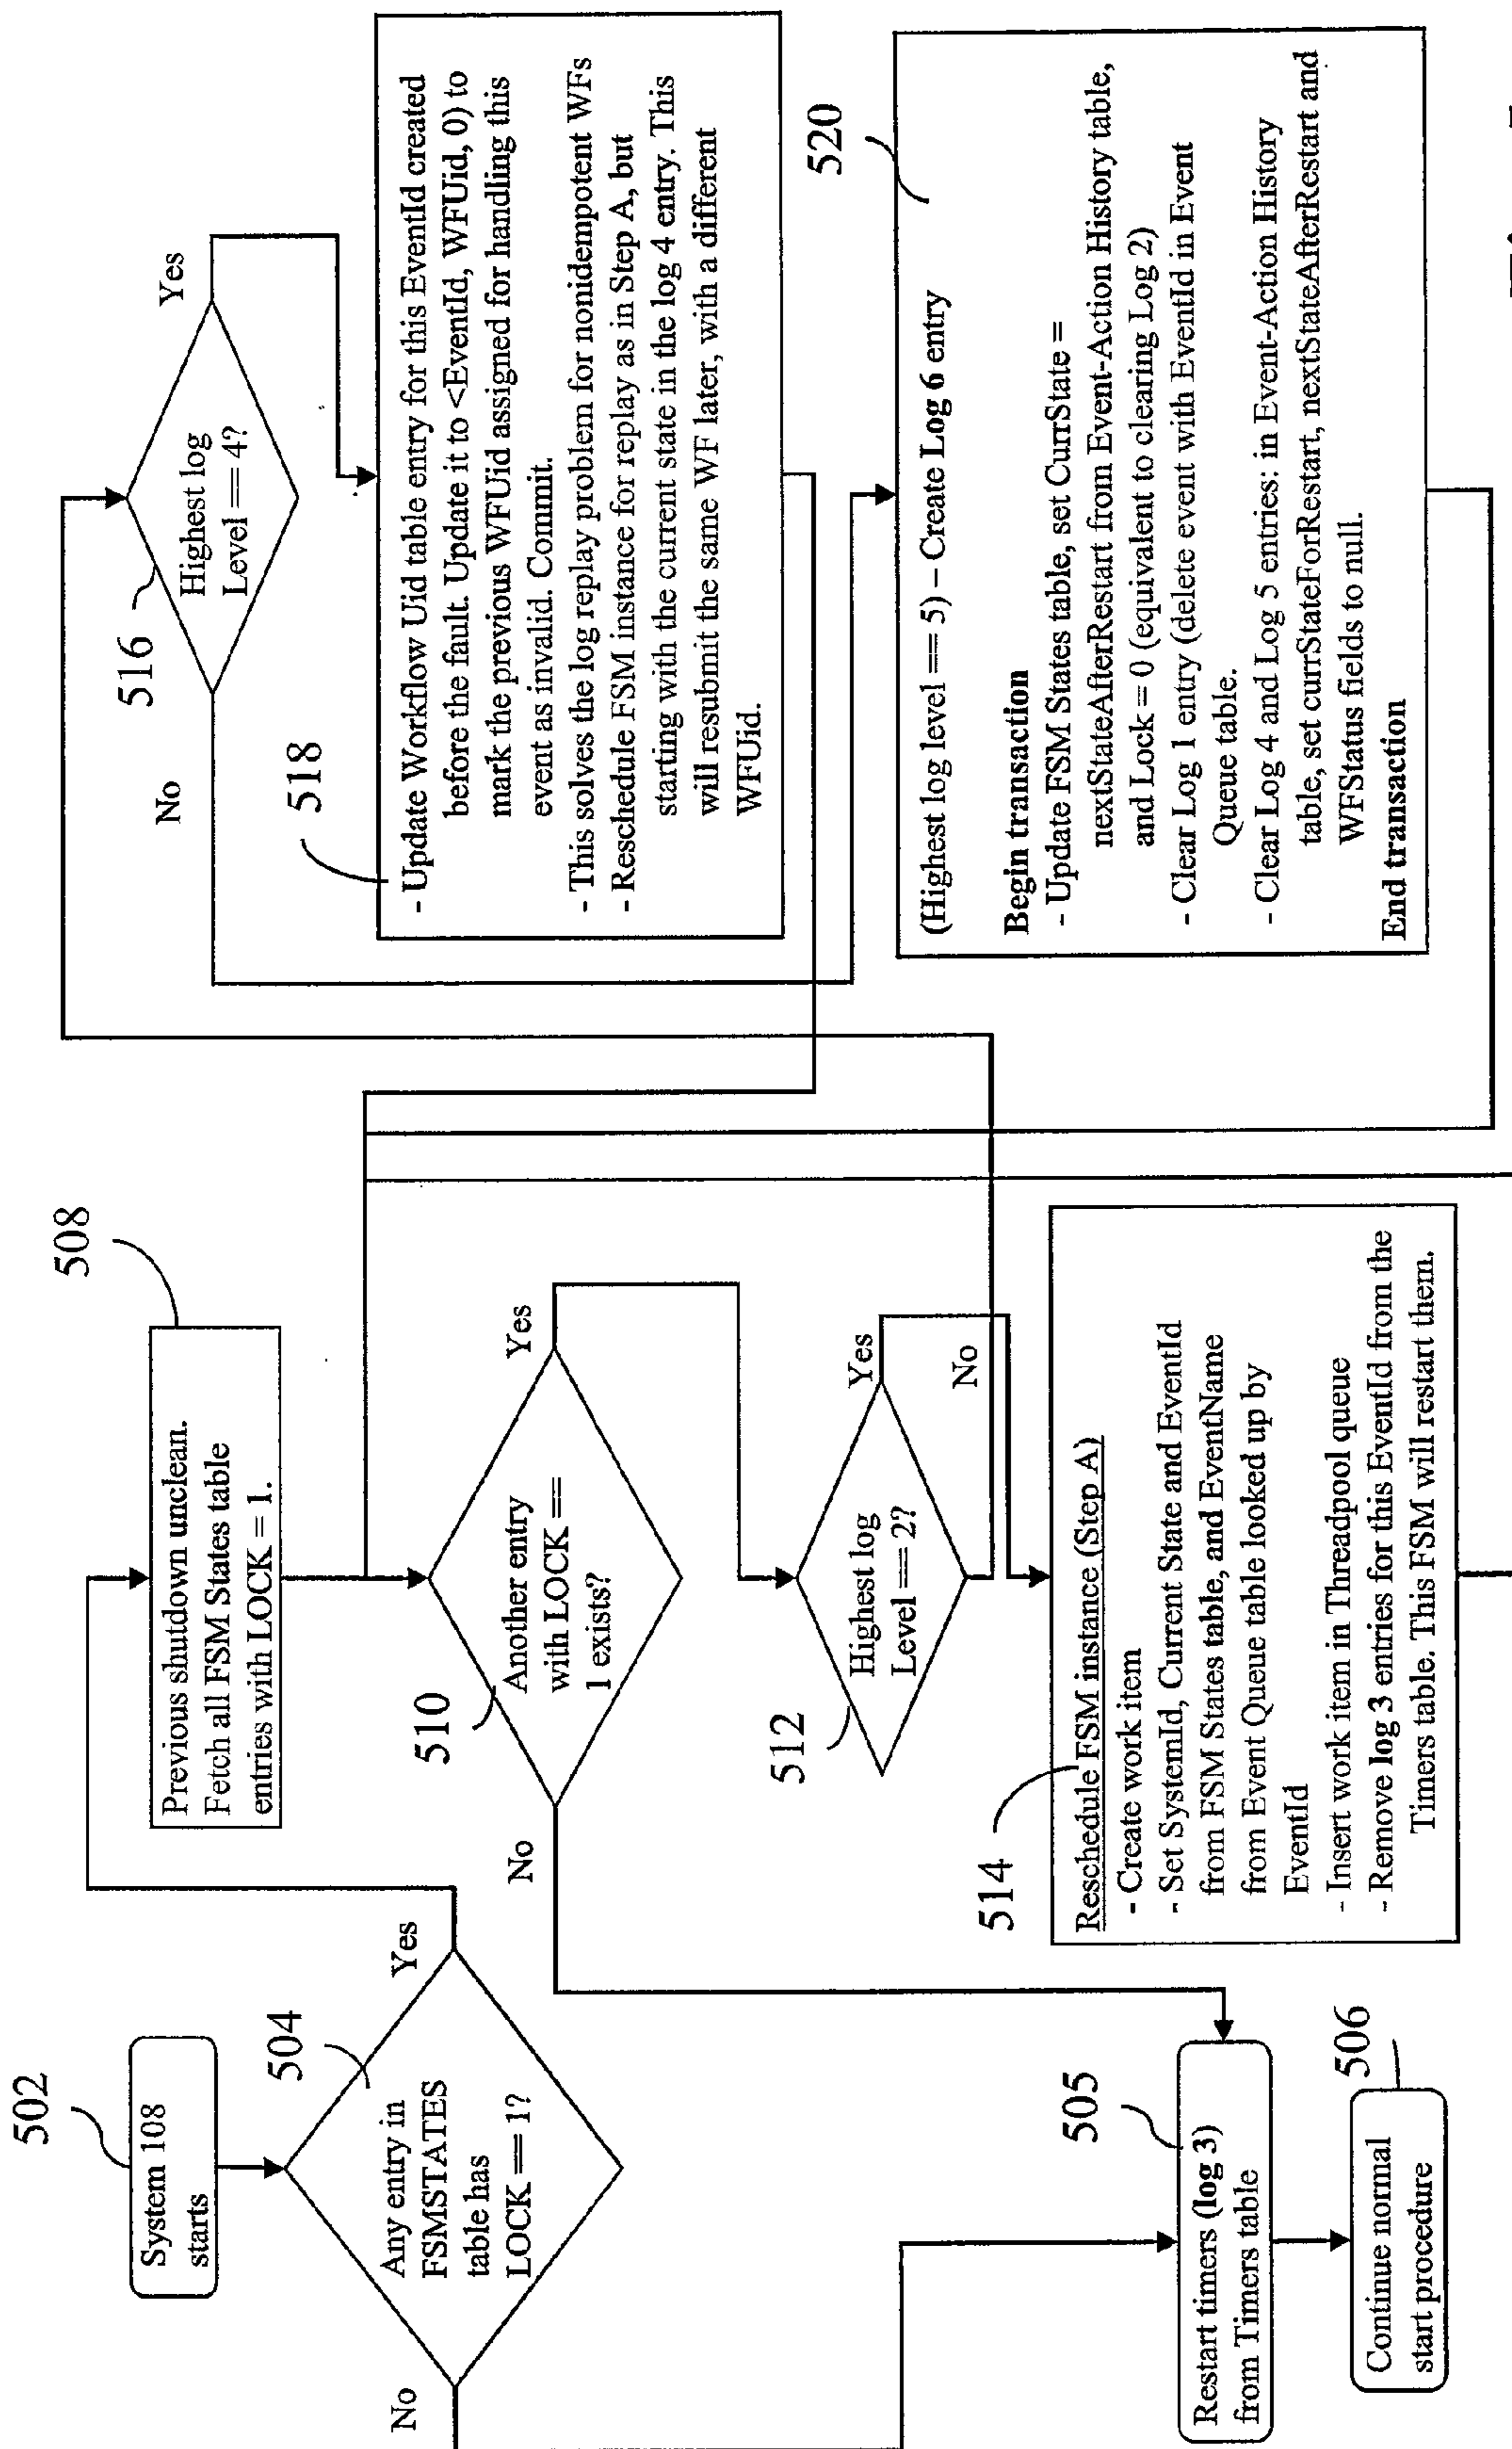 502
System 108
starts
504
Any entry in
FSMSTATES
table has
LOCK == 1?
Yes
No
505
Restart timers (log 3)
from Timers table
506
Continue normal
start procedure
508
Previous shutdown unclean.
Fetch all FSM States table
entries with LOCK = 1.
510
Another entry
with LOCK ==
1 exists?
Yes
No
512
Highest log
Level == 2?
Yes
No
514
Reschedule FSM instance (Step A)
- Create work item
- Set SystemId, Current State and EventId
from FSM States table, and EventName
from Event Queue table looked up by
EventId
- Insert work item in Threadpool queue
- Remove log 3 entries for this EventId from the
Timers table. This FSM will restart them.
516
Highest log
Level == 4?
Yes
No
518
- Update Workflow Uid table entry for this EventId created
before the fault. Update it to <EventId, WFUid, 0) to
mark the previous WFUid assigned for handling this
event as invalid. Commit.
- This solves the log replay problem for nonidempotent WFs
- Reschedule FSM instance for replay as in Step A, but
starting with the current state in the log 4 entry. This
will resubmit the same WF later, with a different
WFUid.
520
(Highest log level == 5) – Create Log 6 entry
Begin transaction
- Update FSM States table, set CurrState =
nextStateAfterRestart from Event-Action History table,
and Lock = 0 (equivalent to clearing Log 2)
- Clear Log 1 entry (delete event with EventId in Event
Queue table.
- Clear Log 4 and Log 5 entries: in Event-Action History
table, set currStateForRestart, nextStateAfterRestart and
WFStatus fields to null.
End transaction